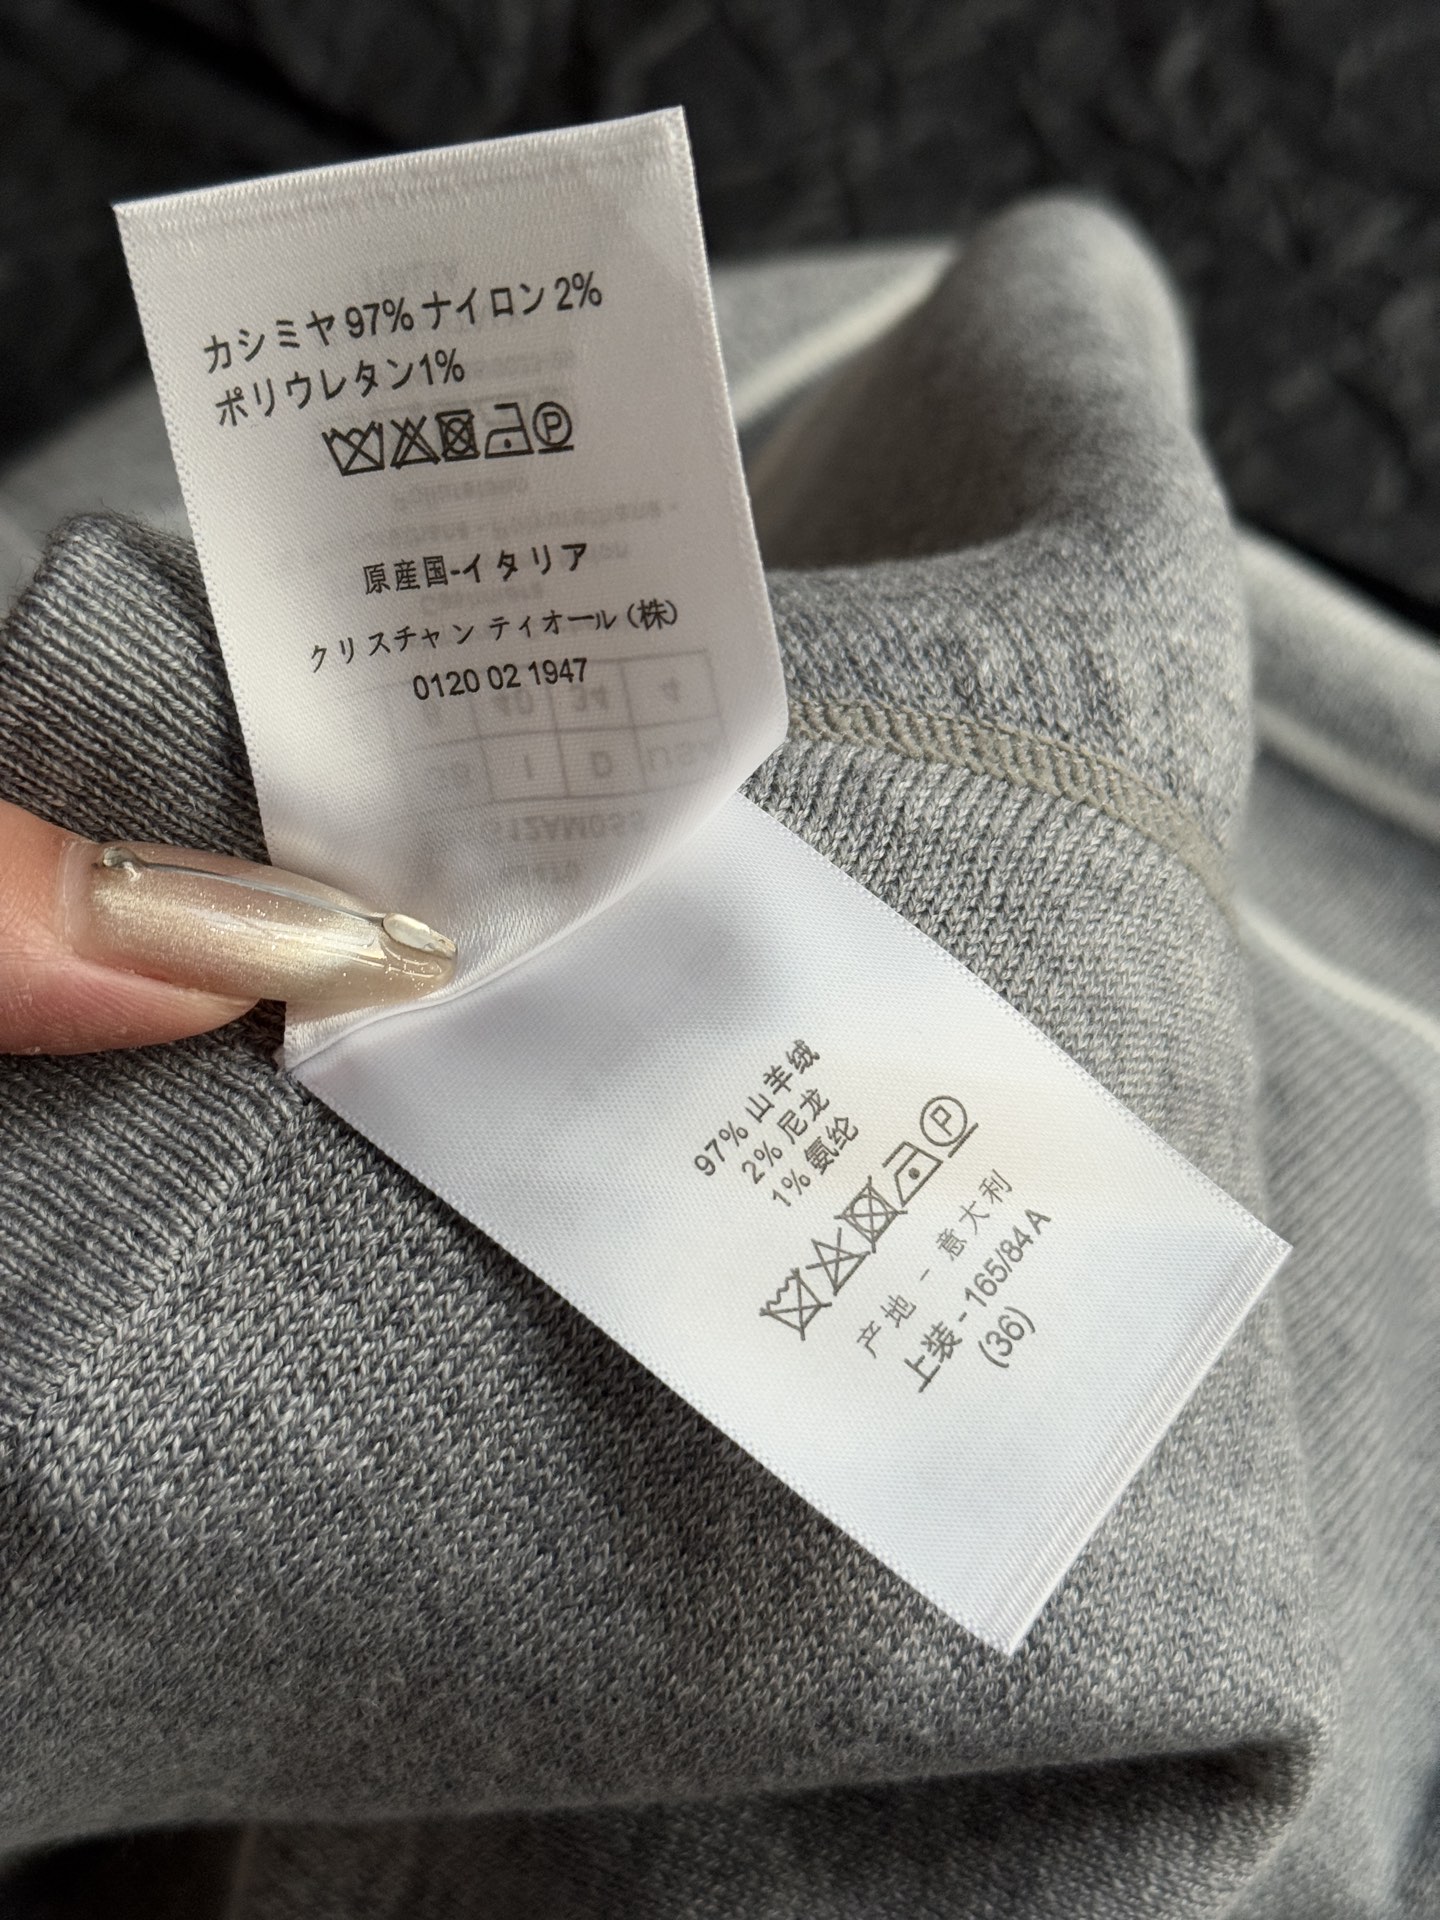 カシミヤ 97% ナイロン 2%
ポリウレタン1%
P
原産国-イタリア
クリスチャン ティオール (株)
0120 02 1947
97% 山羊绒
2% 尼龙
1% 氨纶
P
产地 - 意大利
上装 - 165/84A
(36)